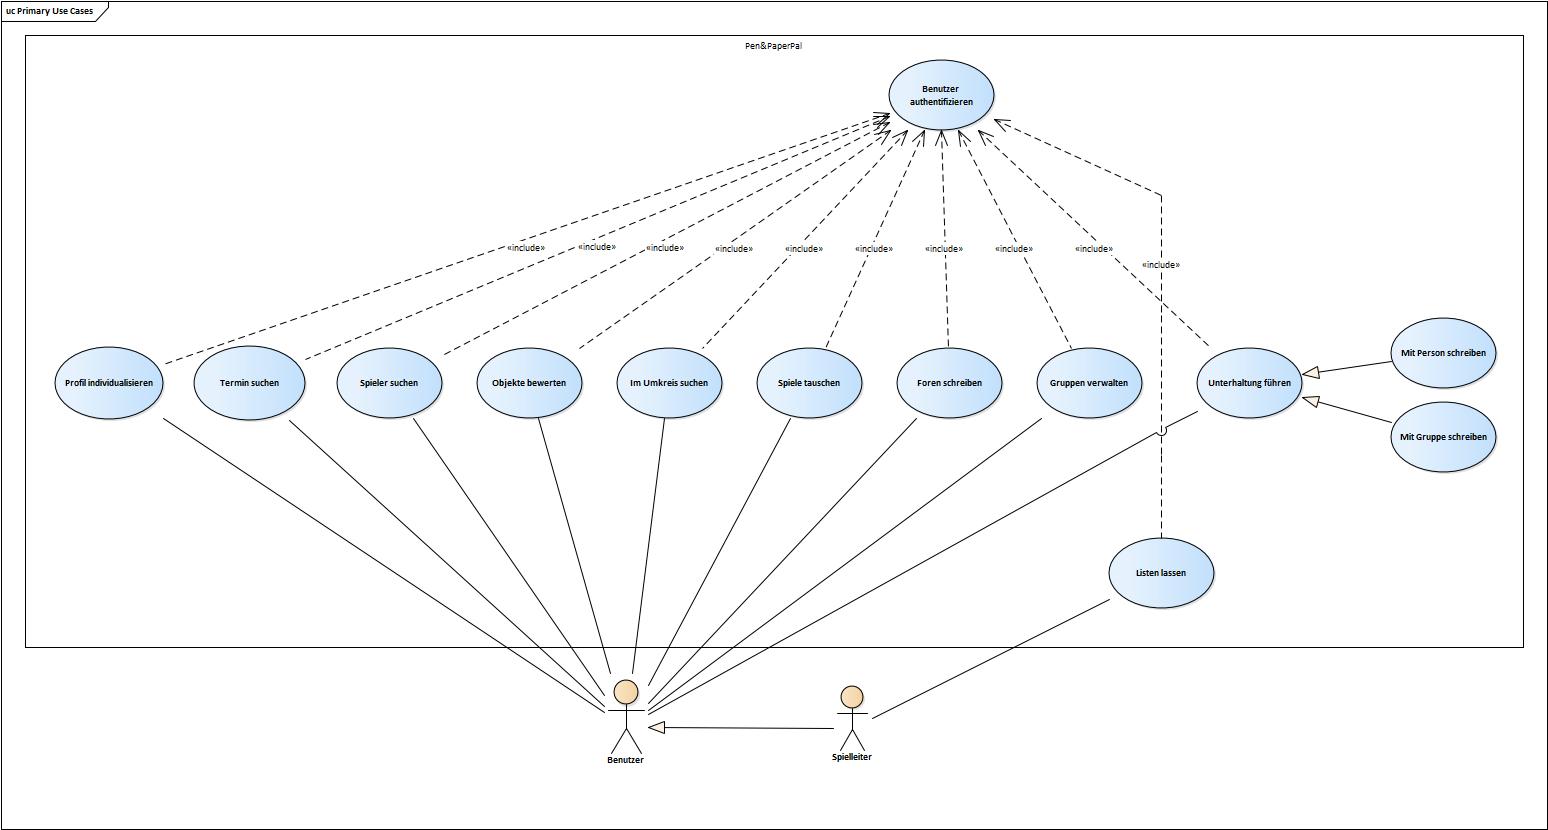 uc Primary Use Cases
Pen&PaperPal
Benutzer
authentifizieren
«include»
«include»
«include»
«include»
«include»
«include»
«include»
«include»
«include»
«include»
Profil individualisieren
Termin suchen
Spieler suchen
Objekte bewerten
Im Umkreis suchen
Spiele tauschen
Foren schreiben
Gruppen verwalten
Unterhaltung führen
Mit Person schreiben
Mit Gruppe schreiben
Listen lassen
Benutzer
Spielleiter